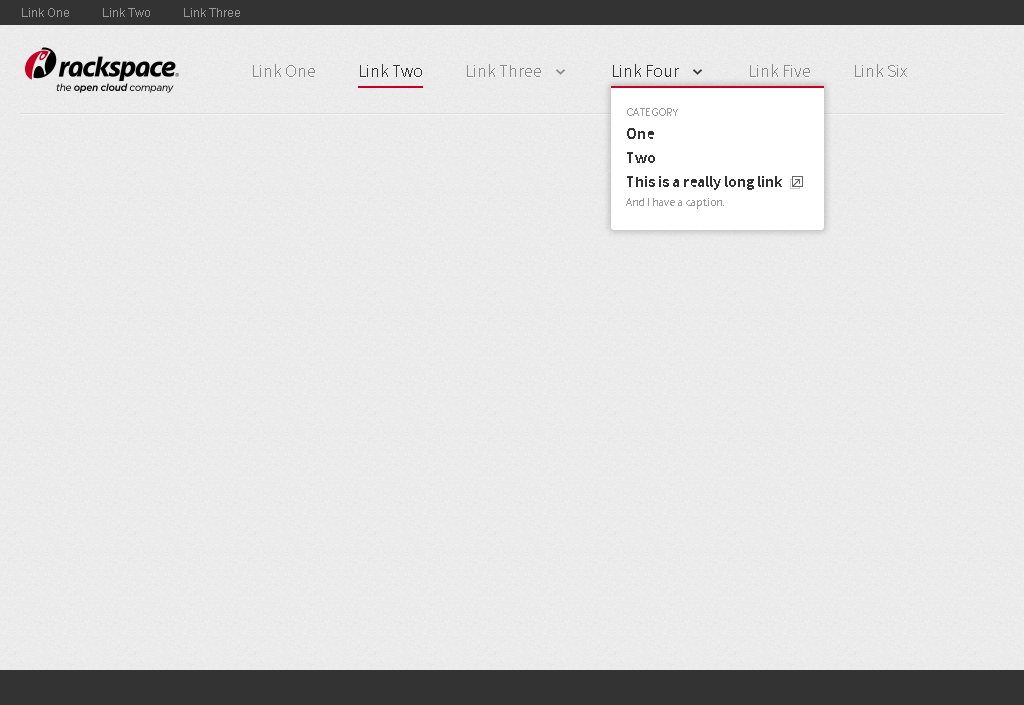 Link One Link Two Link Three
rackspace.
the open cloud company
Link One Link Two Link Three Link Four Link Five Link Six
CATEGORY
One
Two
This is a really long link
And I have a caption.